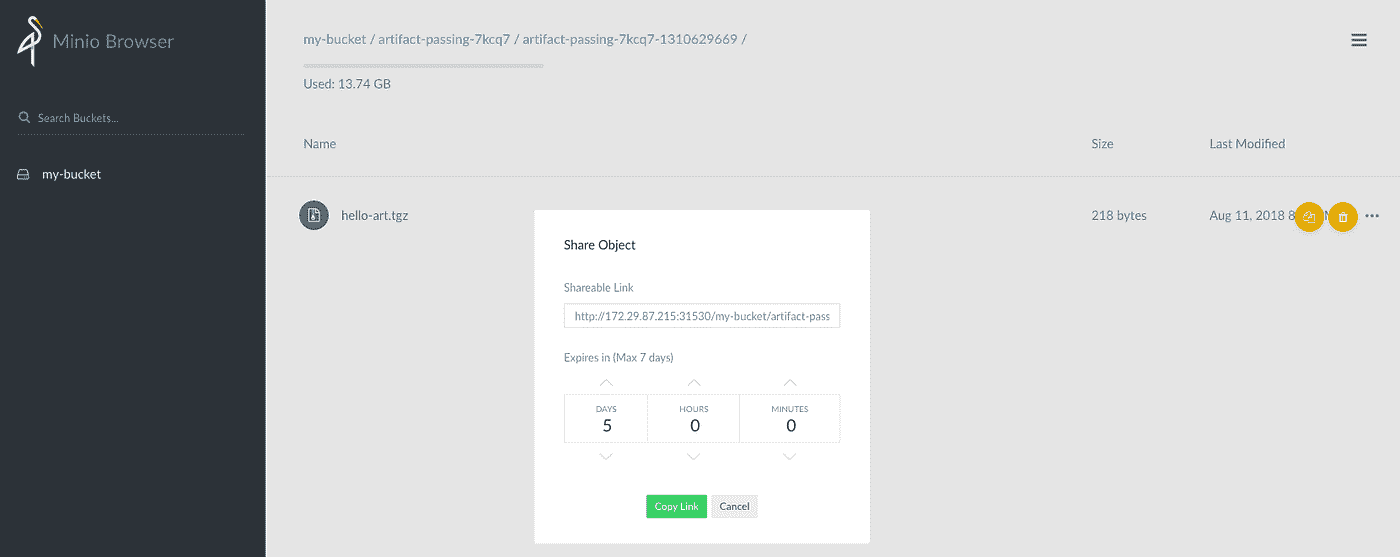 Minio Browser
Search Buckets...
my-bucket
my-bucket / artifact-passing-7kcq7 / artifact-passing-7kcq7-1310629669 /
Used: 13.74 GB
Name Size Last Modified
hello-art.tgz 218 bytes Aug 11, 2018 8
Share Object
Shareable Link
http://172.29.87.215:31530/my-bucket/artifact-pass
Expires in (Max 7 days)
DAYS HOURS MINUTES
5 0 0
Copy Link Cancel